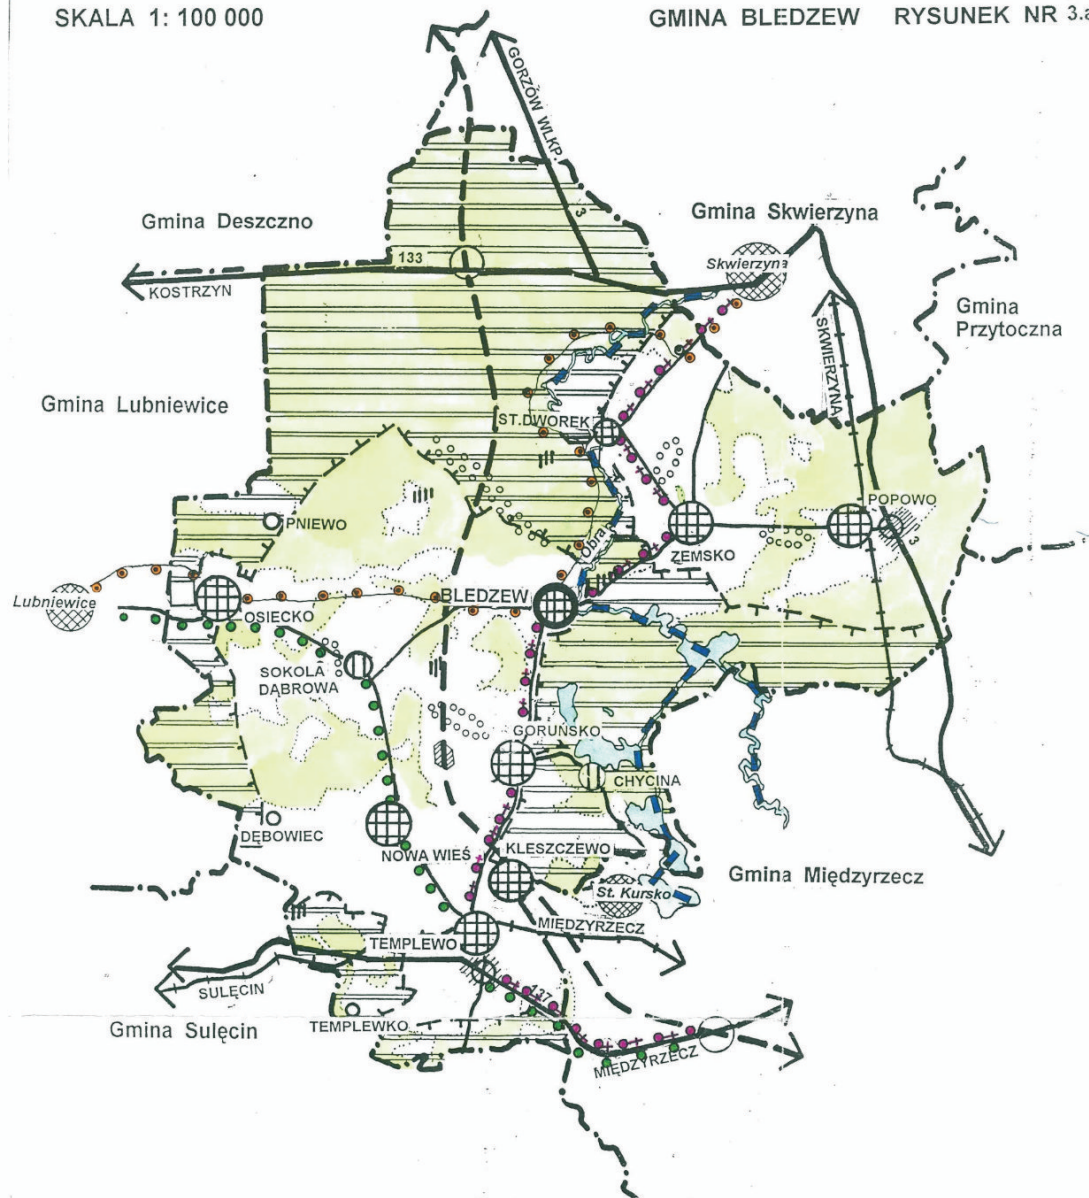 SKALA 1: 100 000
GMINA BLEDZEW RYSUNEK NR 3.a
GORZÓW WLKP.
3
Gmina Deszczno
Gmina Skwierzyna
133
Skwierzyna
KOSTRZYN
Gmina
Przytoczna
SKWIERZYNA
Gmina Lubniewice
ST.DWOREK
POPOWO
PNIEWO
3
Obra
ZEMSKO
Lubniewice
BLEDZEW
OSIECKO
SOKOLA
DĄBROWA
GORUŃSKO
CHYCINA
DĘBOWIEC
NOWA WIEŚ
KLESZCZEWO
Gmina Międzyrzecz
St. Kursko
MIĘDZYRZECZ
TEMPLEWO
SULĘCIN
137
Gmina Sulęcin
TEMPLEWKO
MIĘDZYRZECZ